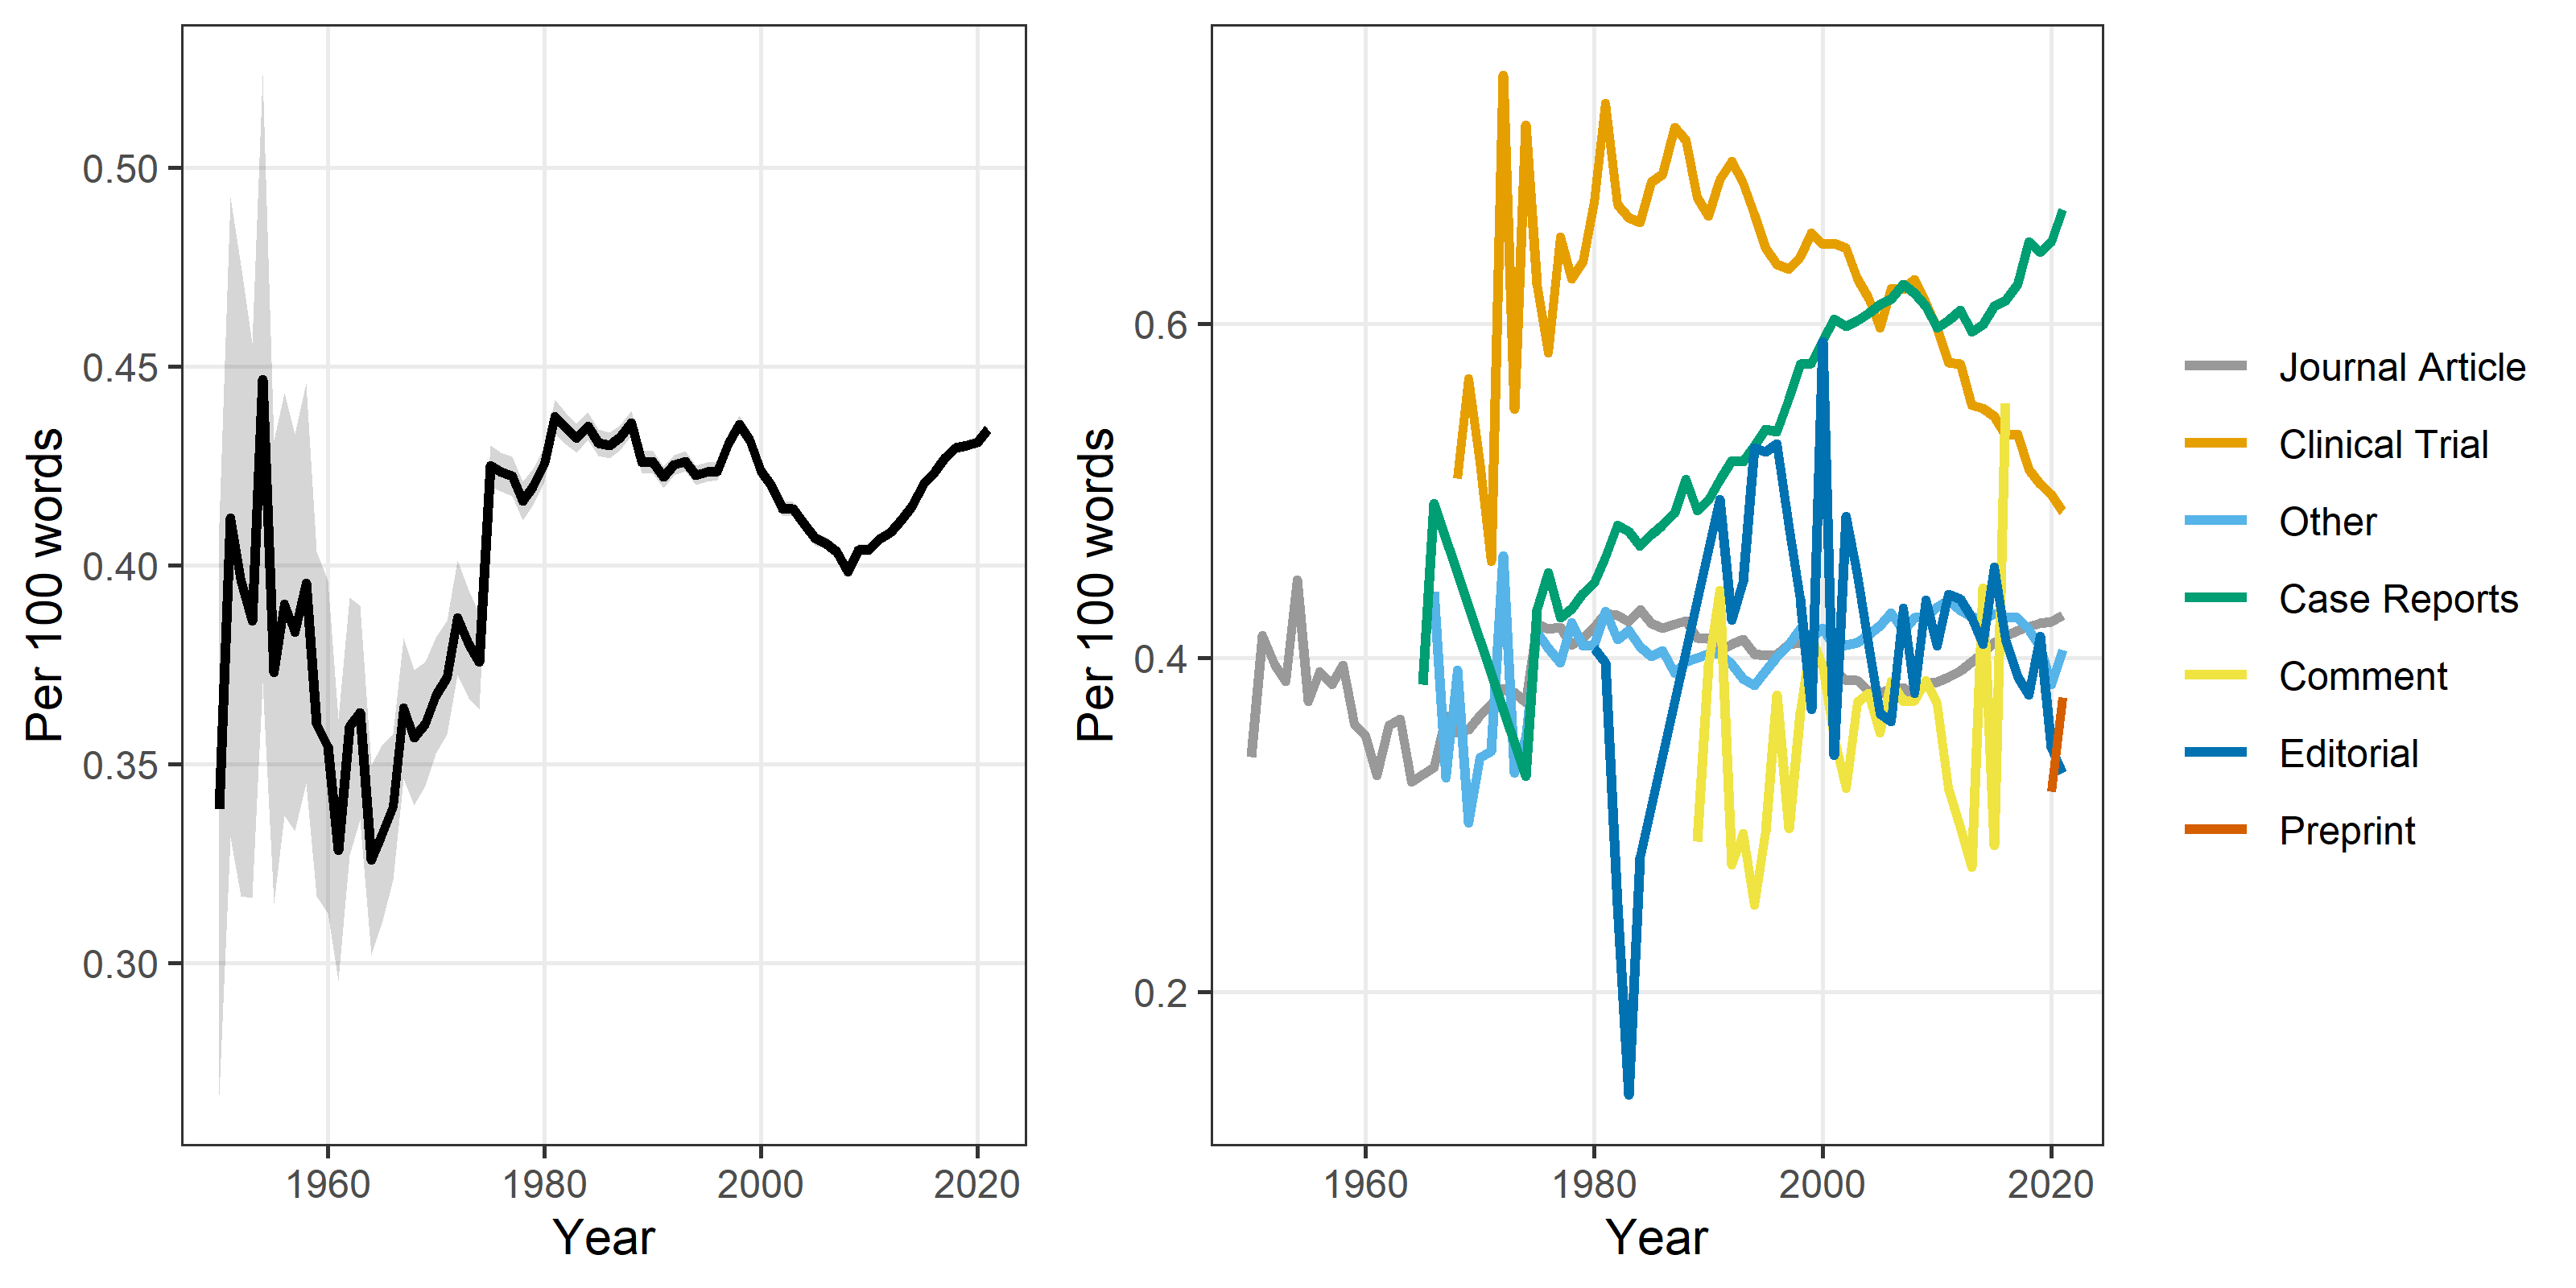 Per 100 words
0.50
0.45
0.40
0.35
0.30
1960
1980
2000
2020
Year
Per 100 words
0.6
0.4
0.2
1960
1980
2000
2020
Year
Journal Article
Clinical Trial
Other
Case Reports
Comment
Editorial
Preprint